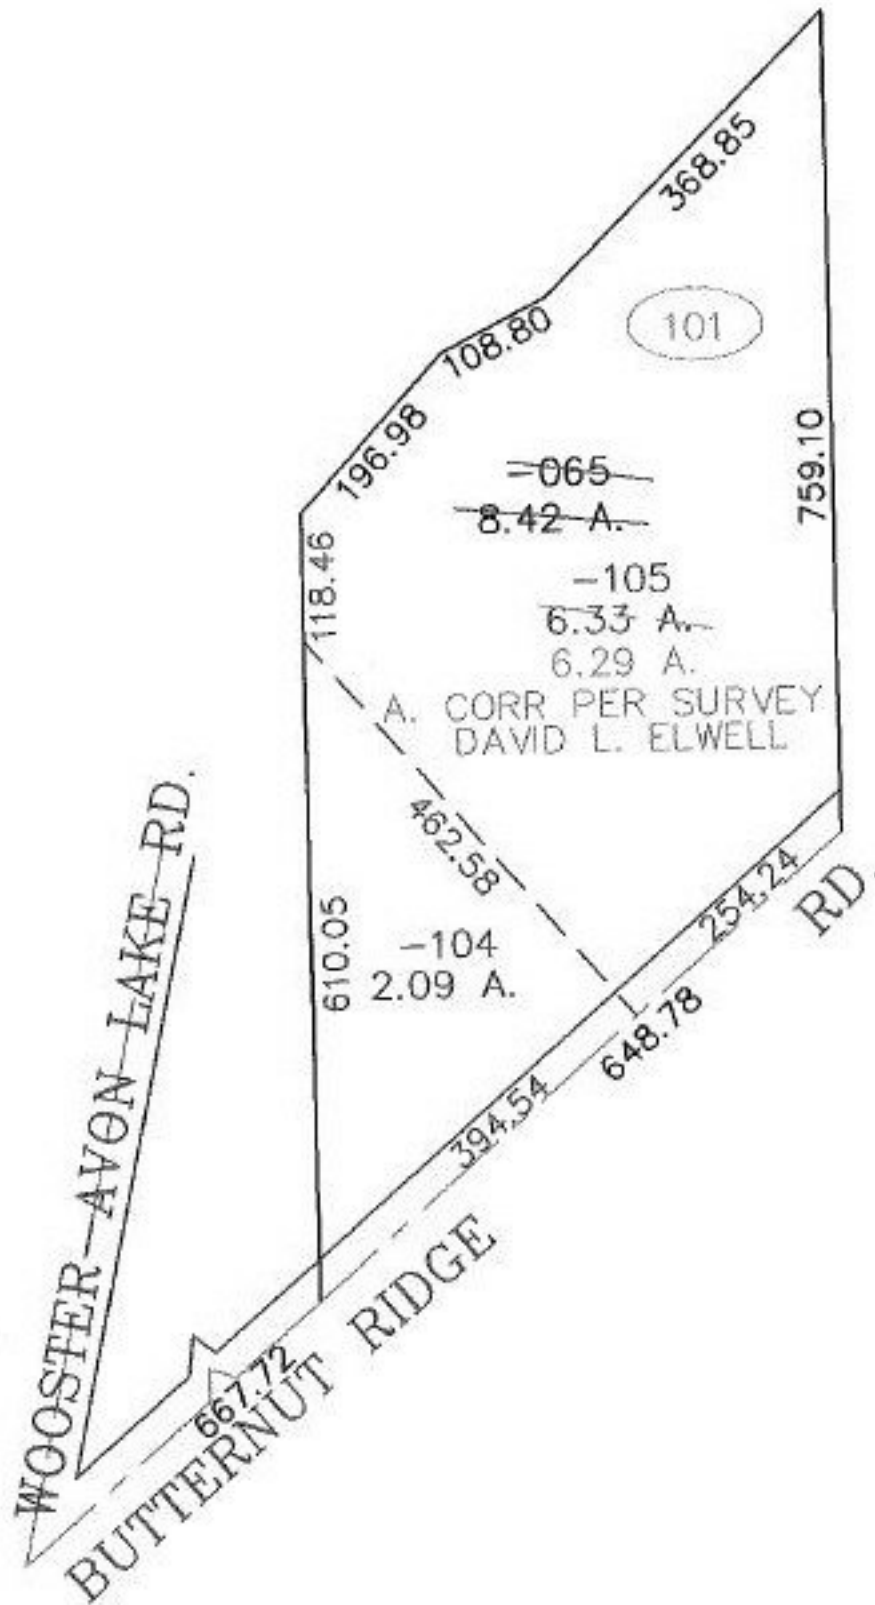 368.85
101
108.80
196.98
759.10
-065
8.42 A.
118.46
-105
6.33 A.
6.29 A.
A. CORR PER SURVEY
DAVID L. ELWELL
462.58
254.24
RD.
610.05
-104
2.09 A.
648.78
394.54
WOOSTER-AVON LAKE RD.
667.72
BUTTERNUT RIDGE